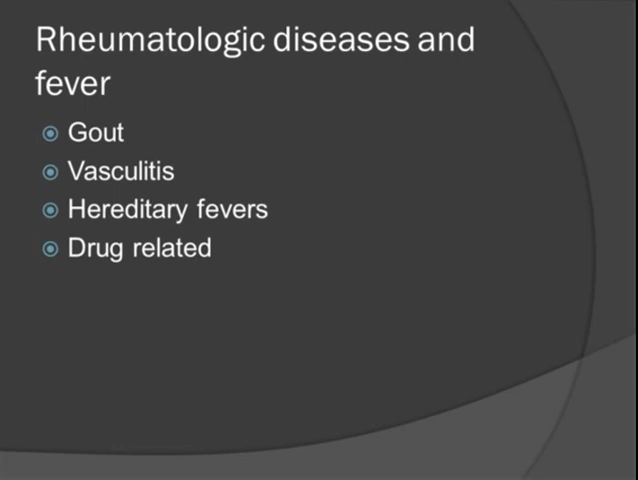 Rheumatologic diseases and
fever
Gout
Vasculitis
Hereditary fevers
Drug related